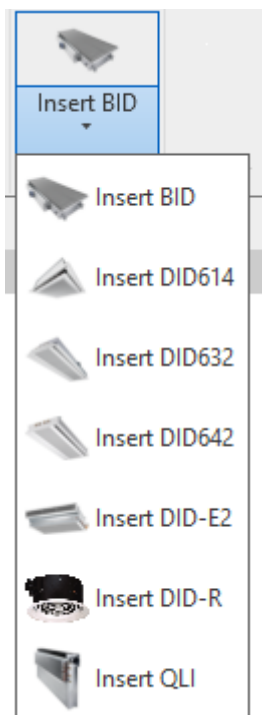 Insert BID
Insert BID
Insert DID614
Insert DID632
Insert DID642
Insert DID-E2
Insert DID-R
Insert QLI